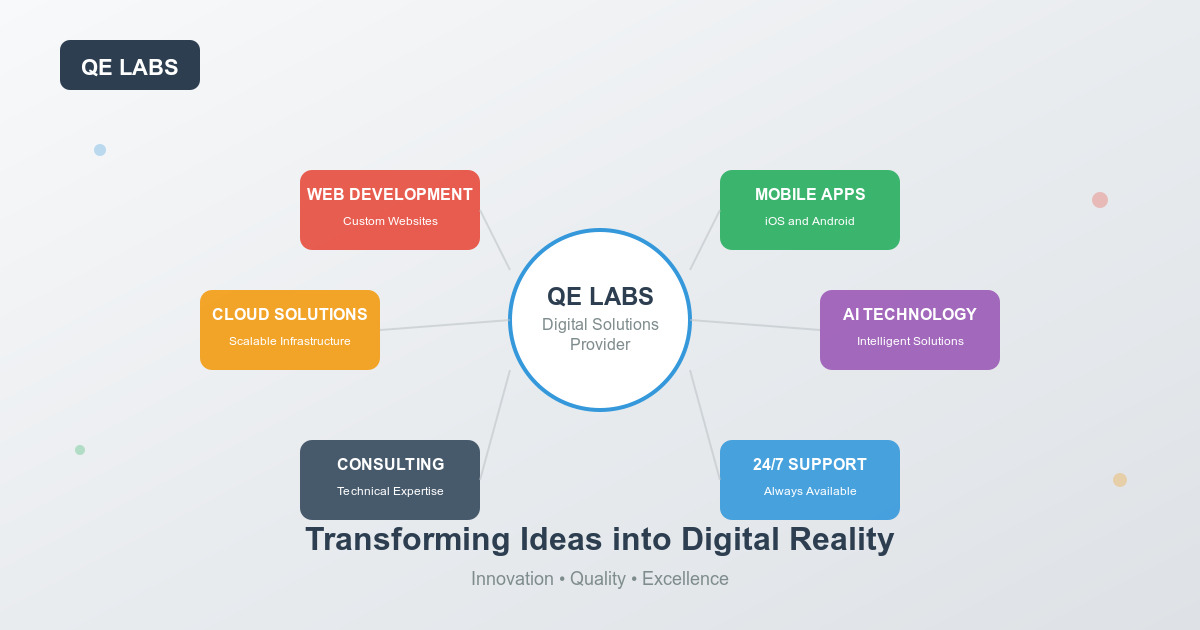 QE LABS
WEB DEVELOPMENT
Custom Websites
MOBILE APPS
iOS and Android
QE LABS
Digital Solutions
Provider
CLOUD SOLUTIONS
Scalable Infrastructure
AI TECHNOLOGY
Intelligent Solutions
CONSULTING
Technical Expertise
24/7 SUPPORT
Always Available
Transforming Ideas into Digital Reality
Innovation • Quality • Excellence